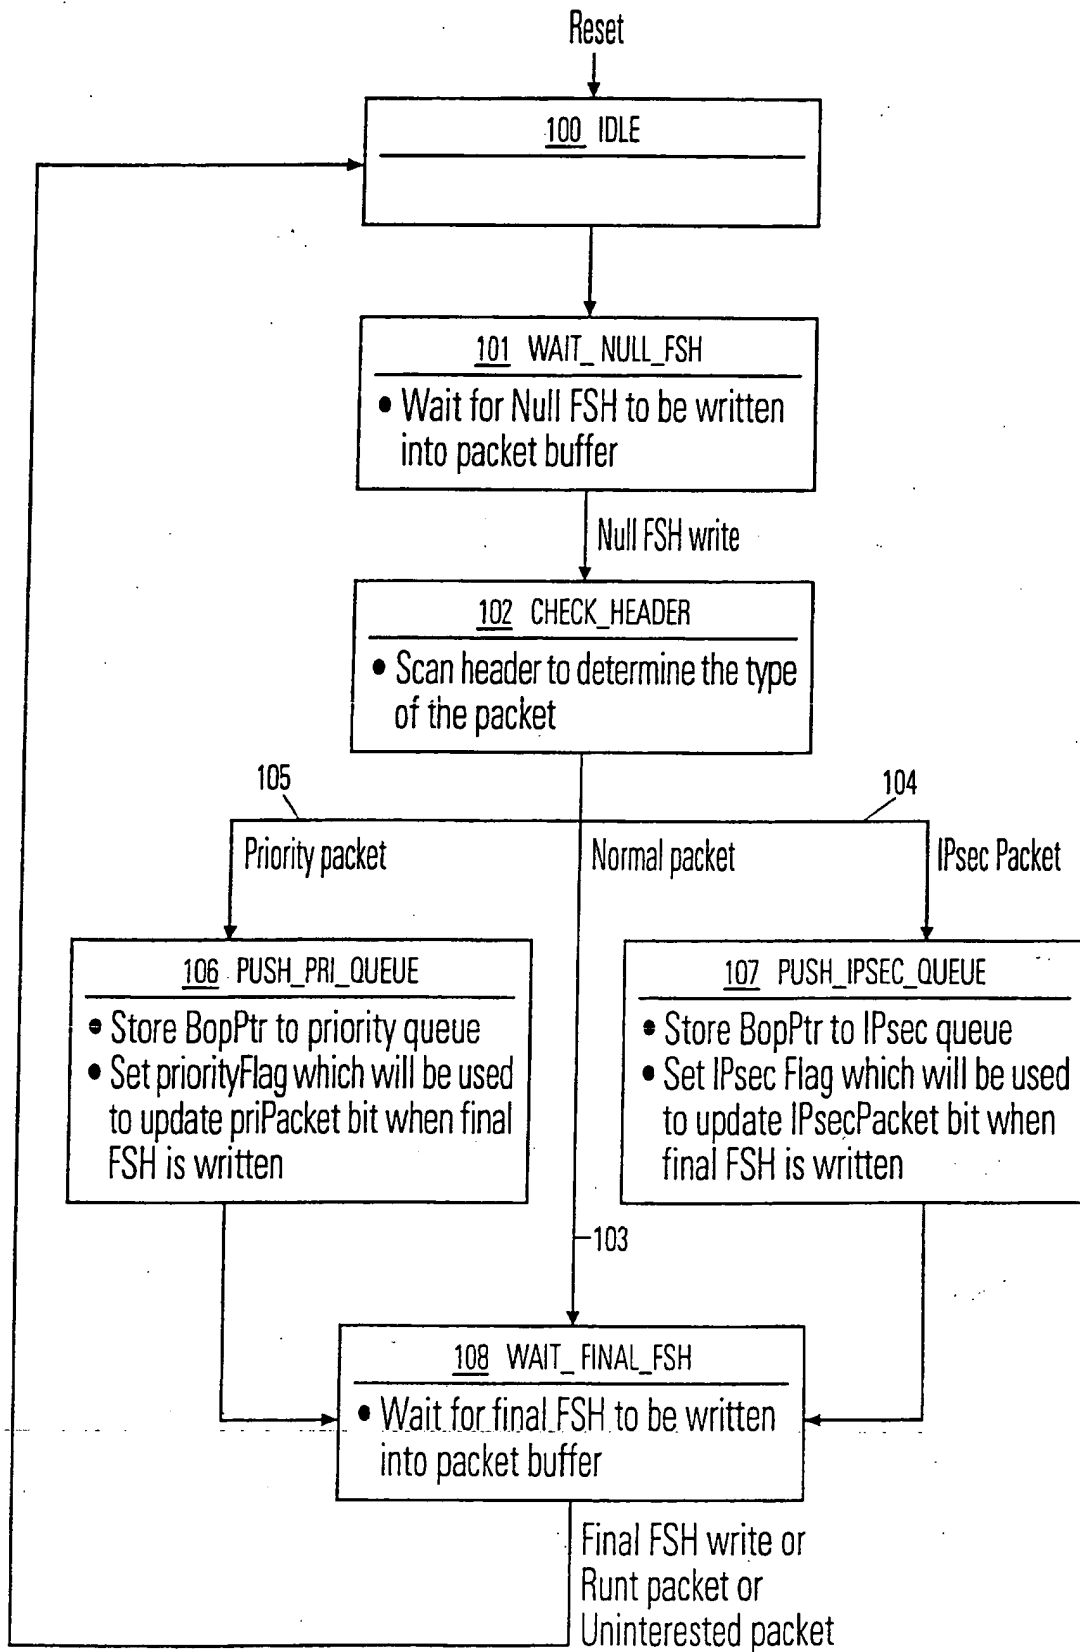 Reset
100 IDLE
101 WAIT_NULL_FSH
• Wait for Null FSH to be written
into packet buffer
Null FSH write
102 CHECK_HEADER
• Scan header to determine the type
of the packet
105
104
Priority packet
Normal packet
IPsec Packet
106 PUSH_PRI_QUEUE
• Store BopPtr to priority queue
• Set priorityFlag which will be used
to update priPacket bit when final
FSH is written
107 PUSH_IPSEC_QUEUE
• Store BopPtr to IPsec queue
• Set IPsec Flag which will be used
to update IPsecPacket bit when
final FSH is written
103
108 WAIT_FINAL_FSH
• Wait for final FSH to be written
into packet buffer
Final FSH write or
Runt packet or
Uninterested packet